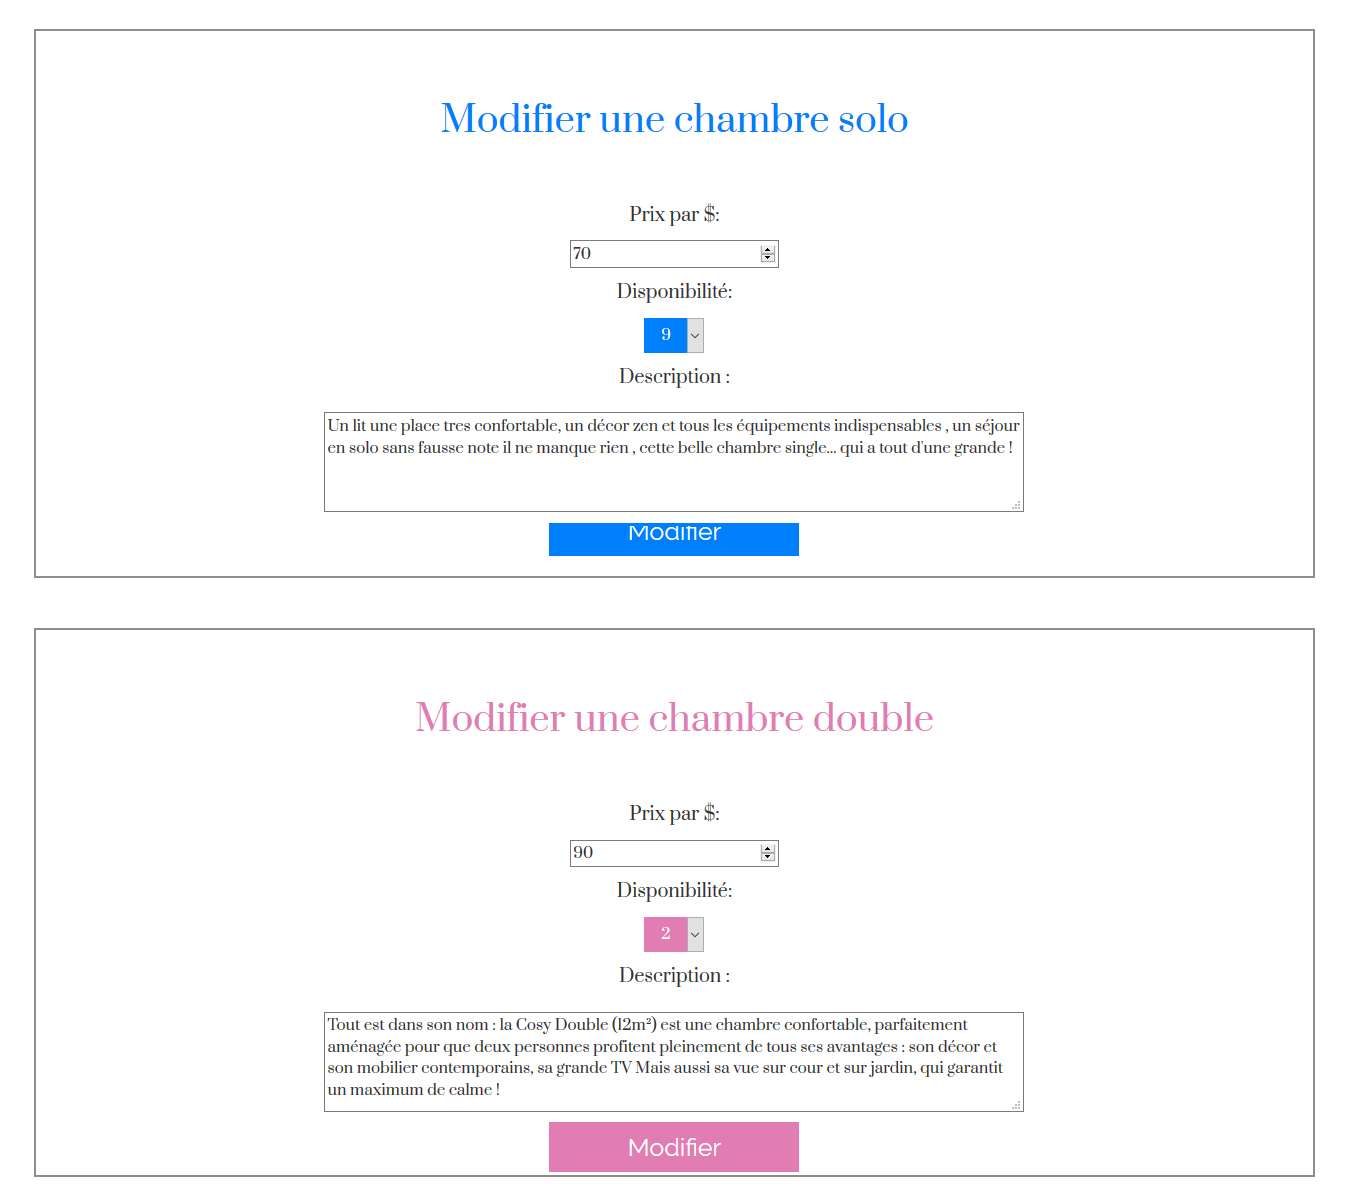 Modifier une chambre solo
Prix par $:
70
Disponibilité:
9
Description :
Un lit une place tres confortable, un décor zen et tous les équipements indispensables , un séjour
en solo sans fausse note il ne manque rien , cette belle chambre single... qui a tout d'une grande !
Modifier
Modifier une chambre double
Prix par $:
90
Disponibilité:
2
Description :
Tout est dans son nom : la Cosy Double (12m²) est une chambre confortable, parfaitement
aménagée pour que deux personnes profitent pleinement de tous ses avantages : son décor et
son mobilier contemporains, sa grande TV Mais aussi sa vue sur cour et sur jardin, qui garantit
un maximum de calme !
Modifier